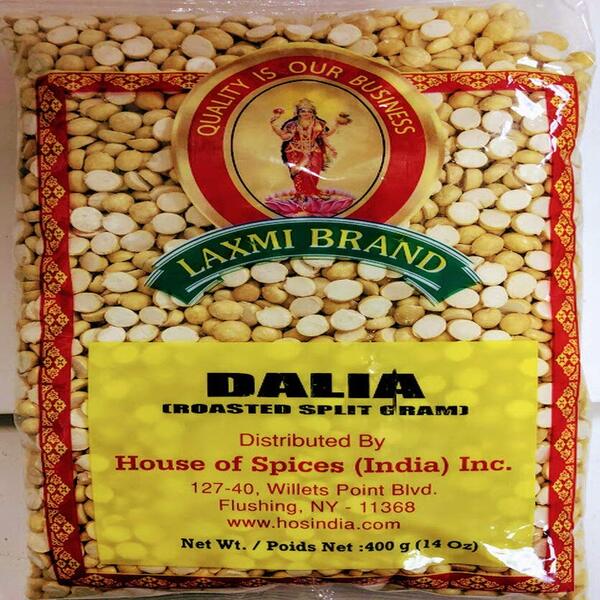 QUALITY IS OUR BUSINESS
LAXMI BRAND
DALIA
(ROASTED SPLIT GRAM)
Distributed By
House of Spices (India) Inc.
127-40, Willets Point Blvd.
Flushing, NY - 11368
www.hosindia.com
Net Wt. / Poids Net :400 g (14 Oz)